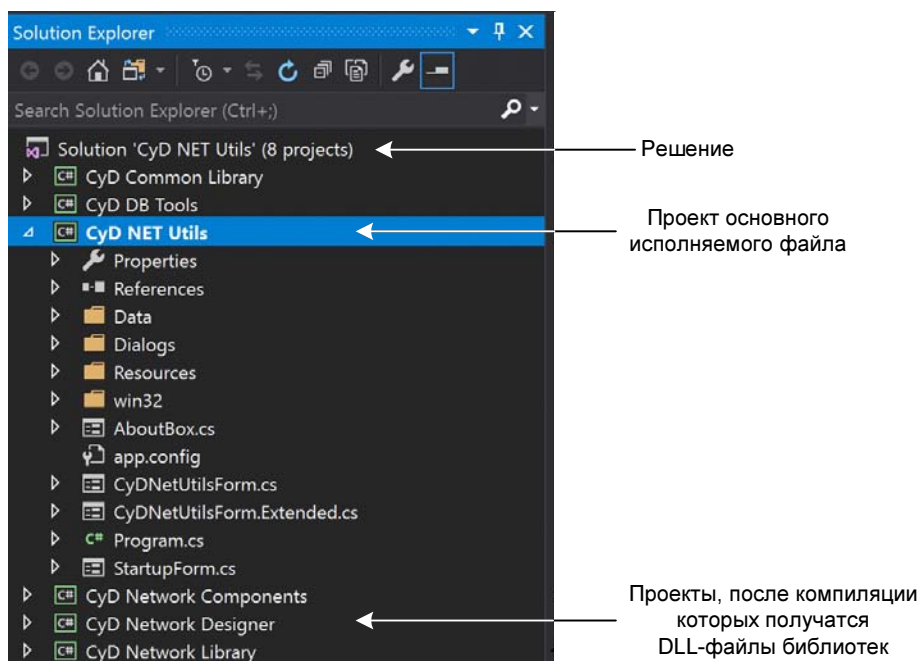 Solution Explorer
Search Solution Explorer (Ctrl+;)
Solution 'CyD NET Utils' (8 projects)
Решение
C# CyD Common Library
C# CyD DB Tools
C# CyD NET Utils
Проект основного
исполняемого файла
Properties
References
Data
Dialogs
Resources
win32
AboutBox.cs
app.config
CyDNetUtilsForm.cs
CyDNetUtilsForm.Extended.cs
C# Program.cs
StartupForm.cs
C# CyD Network Components
C# CyD Network Designer
C# CyD Network Library
Проекты, после компиляции
которых получатся
DLL-файлы библиотек